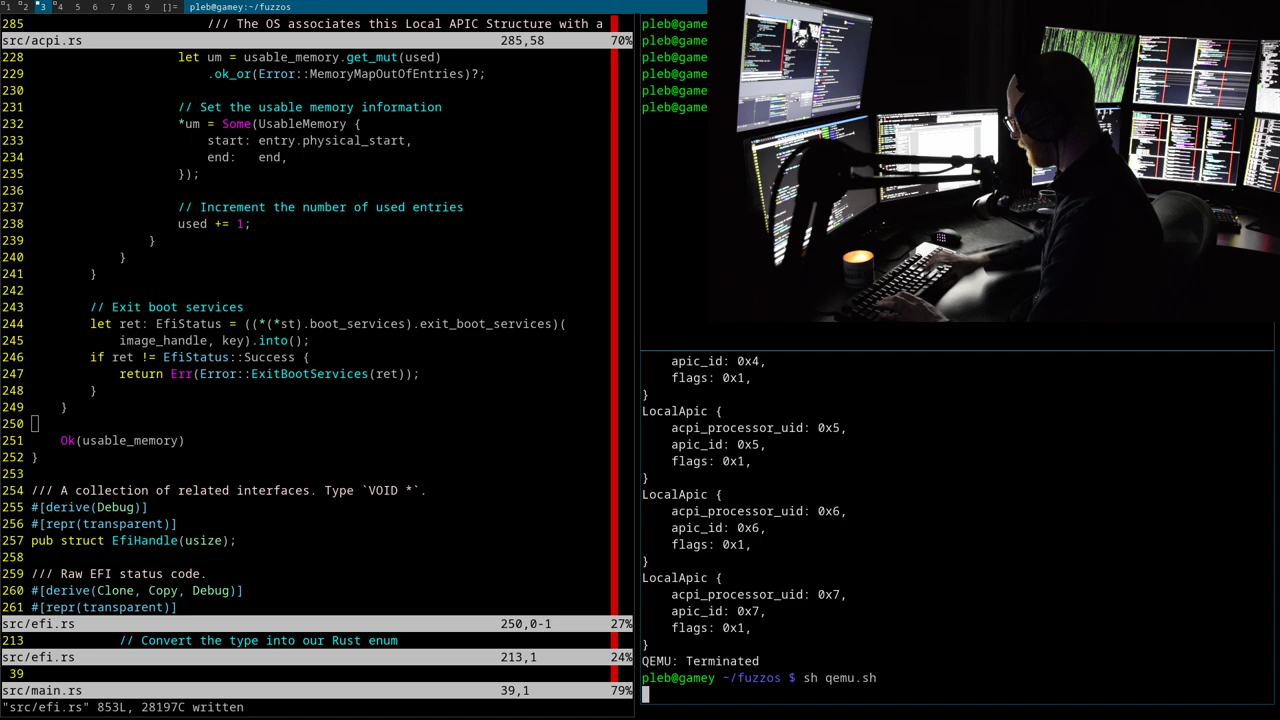 1 2 3 4 5 6 7 8 9 []= pleb@gamey:~/fuzzos
285 /// The OS associates this Local APIC Structure with a
src/acpi.rs 285,58 70%
228 let um = usable_memory.get_mut(used)
229 .ok_or(Error::MemoryMapOutOfEntries)?;
230
231 // Set the usable memory information
232 *um = Some(UsableMemory {
233 start: entry.physical_start,
234 end: end,
235 });
236
237 // Increment the number of used entries
238 used += 1;
239 }
240 }
241 }
242
243 // Exit boot services
244 let ret: EfiStatus = ((*(*st).boot_services).exit_boot_services)(
245 image_handle, key).into();
246 if ret != EfiStatus::Success {
247 return Err(Error::ExitBootServices(ret));
248 }
249 }
250
251 Ok(usable_memory)
252 }
253
254 /// A collection of related interfaces. Type `VOID *`.
255 #[derive(Debug)]
256 #[repr(transparent)]
257 pub struct EfiHandle(usize);
258
259 /// Raw EFI status code.
260 #[derive(Clone, Copy, Debug)]
261 #[repr(transparent)]
src/efi.rs 250,0-1 27%
213 // Convert the type into our Rust enum
src/efi.rs 213,1 24%
39
src/main.rs 39,1 79%
"src/efi.rs" 853L, 28197C written
pleb@game
pleb@game
pleb@game
pleb@game
pleb@game
pleb@game
apic_id: 0x4,
flags: 0x1,
}
LocalApic {
acpi_processor_uid: 0x5,
apic_id: 0x5,
flags: 0x1,
}
LocalApic {
acpi_processor_uid: 0x6,
apic_id: 0x6,
flags: 0x1,
}
LocalApic {
acpi_processor_uid: 0x7,
apic_id: 0x7,
flags: 0x1,
}
QEMU: Terminated
pleb@gamey ~/fuzzos $ sh qemu.sh